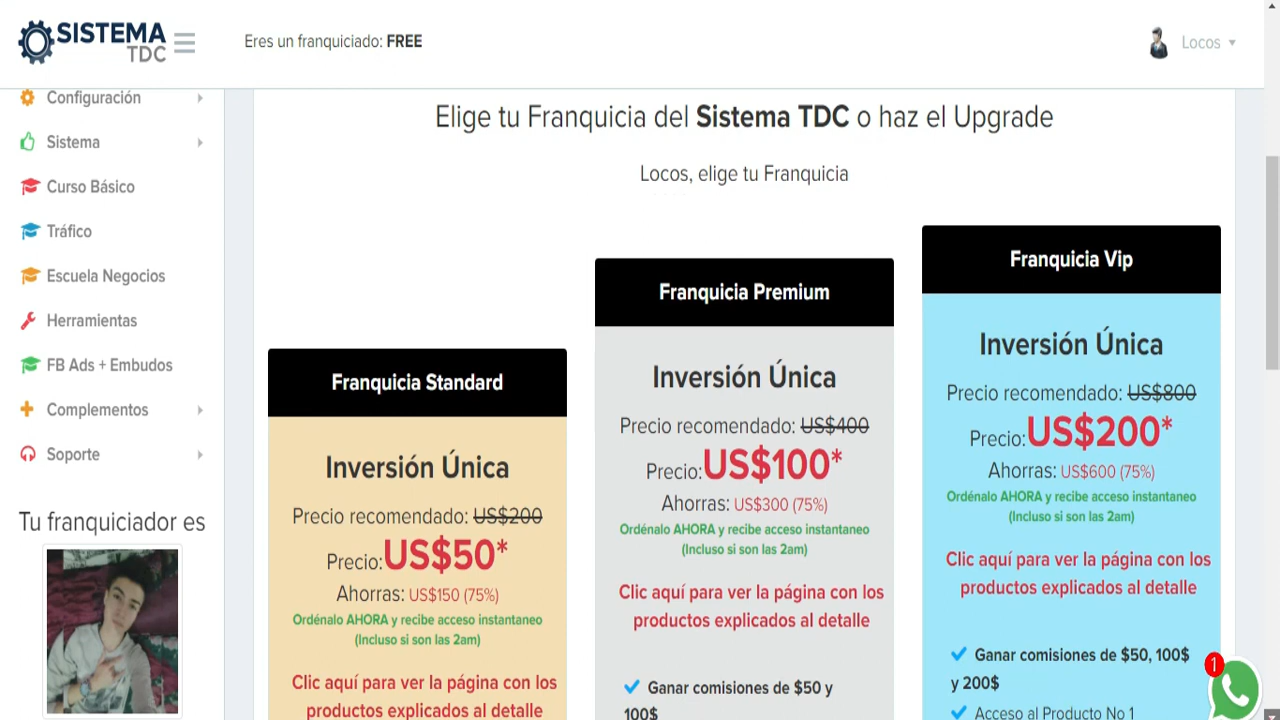 SISTEMA
TDC
Eres un franquiciado: FREE
Locos
Configuración
Sistema
Curso Básico
Tráfico
Escuela Negocios
Herramientas
FB Ads + Embudos
Complementos
Soporte
Tu franquiciador es
Elige tu Franquicia del Sistema TDC o haz el Upgrade
Locos, elige tu Franquicia
Franquicia Standard
Inversión Única
Precio recomendado: US$200
Precio:US$50*
Ahorras: US$150 (75%)
Ordénalo AHORA y recibe acceso instantaneo
(Incluso si son las 2am)
Clic aquí para ver la página con los
productos explicados al detalle
Franquicia Premium
Inversión Única
Precio recomendado: US$400
Precio:US$100*
Ahorras: US$300 (75%)
Ordénalo AHORA y recibe acceso instantaneo
(Incluso si son las 2am)
Clic aquí para ver la página con los
productos explicados al detalle
Ganar comisiones de $50 y
100$
Franquicia Vip
Inversión Única
Precio recomendado: US$800
Precio:US$200*
Ahorras: US$600 (75%)
Ordénalo AHORA y recibe acceso instantaneo
(Incluso si son las 2am)
Clic aquí para ver la página con los
productos explicados al detalle
Ganar comisiones de $50, 100$
y 200$
Acceso al Producto No 1
1